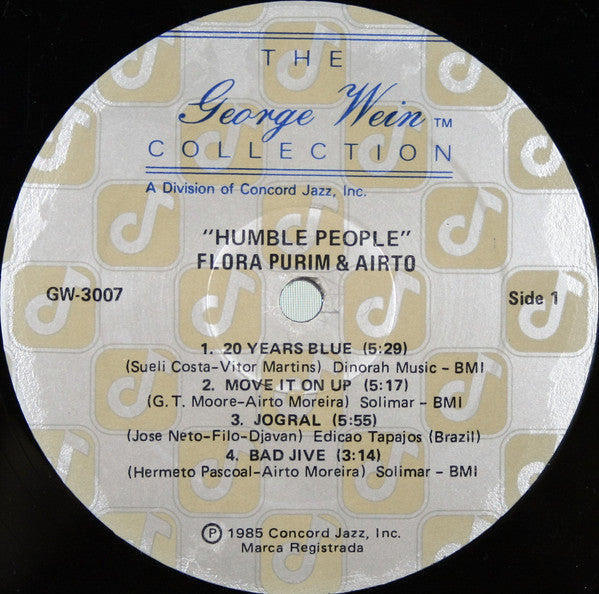 THE
George Wein™
COLLECTION
A Division of Concord Jazz, Inc.
"HUMBLE PEOPLE"
FLORA PURIM & AIRTO
GW-3007
Side 1
1. 20 YEARS BLUE (5:29)
(Sueli Costa-Vitor Martins) Dinorah Music – BMI
2. MOVE IT ON UP (5:17)
(G.T. Moore-Airto Moreira) Solimar – BMI
3. JOGRAL (5:55)
(Jose Neto-Filo-Djavan) Edicao Tapajos (Brazil)
4. BAD JIVE (3:14)
(Hermeto Pascoal-Airto Moreira) Solimar – BMI
Ⓟ 1985 Concord Jazz, Inc.
Marca Registrada